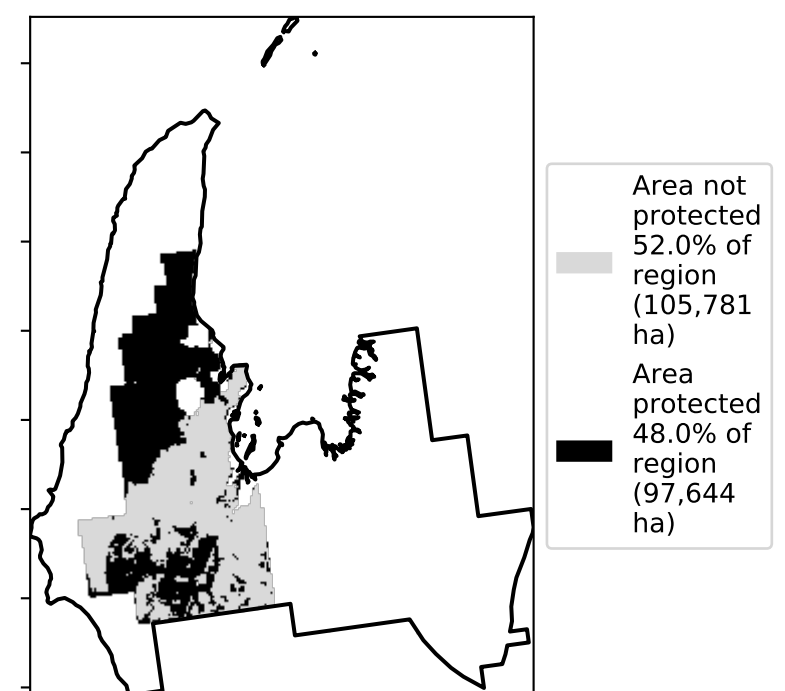 Area not
protected
52.0% of
region
(105,781
ha)
Area
protected
48.0% of
region
(97,644
ha)